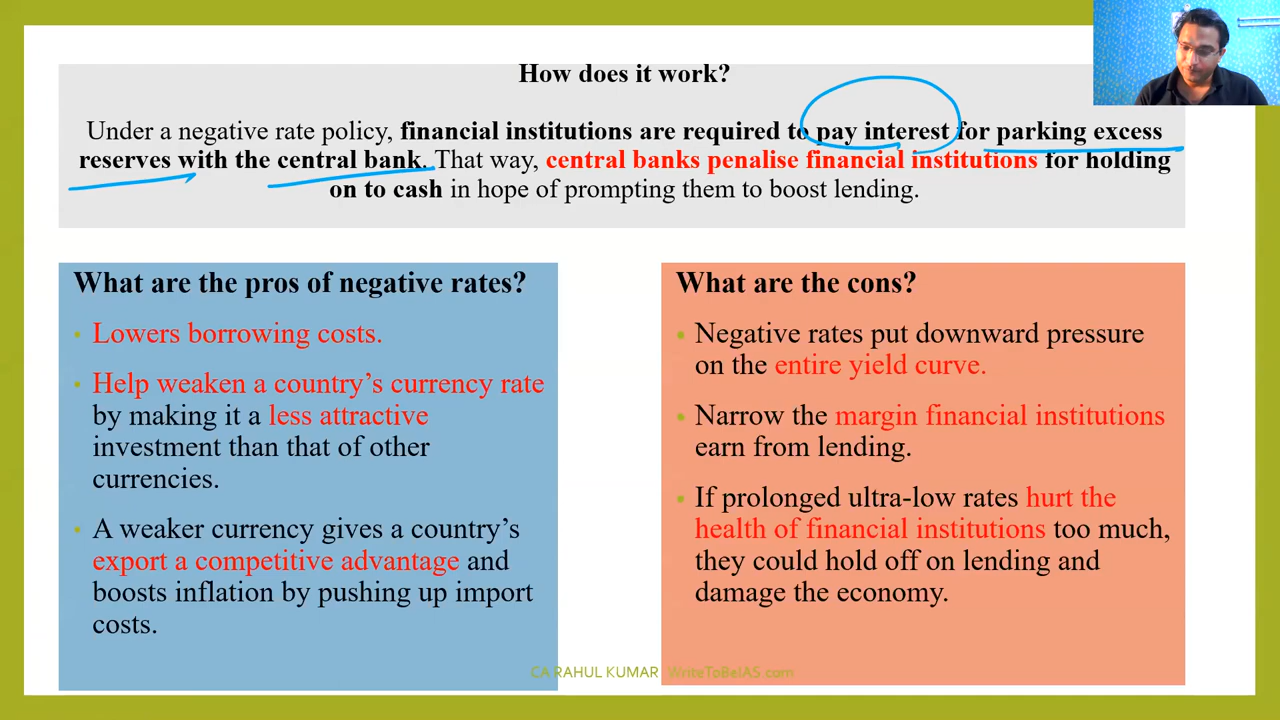 How does it work?
Under a negative rate policy, financial institutions are required to pay interest for parking excess
reserves with the central bank. That way, central banks penalise financial institutions for holding
on to cash in hope of prompting them to boost lending.
What are the pros of negative rates?
• Lowers borrowing costs.
• Help weaken a country's currency rate
by making it a less attractive
investment than that of other
currencies.
• A weaker currency gives a country's
export a competitive advantage and
boosts inflation by pushing up import
costs.
What are the cons?
• Negative rates put downward pressure
on the entire yield curve.
• Narrow the margin financial institutions
earn from lending.
• If prolonged ultra-low rates hurt the
health of financial institutions too much,
they could hold off on lending and
damage the economy.
CA RAHUL KUMAR WriteToBeIAS.com